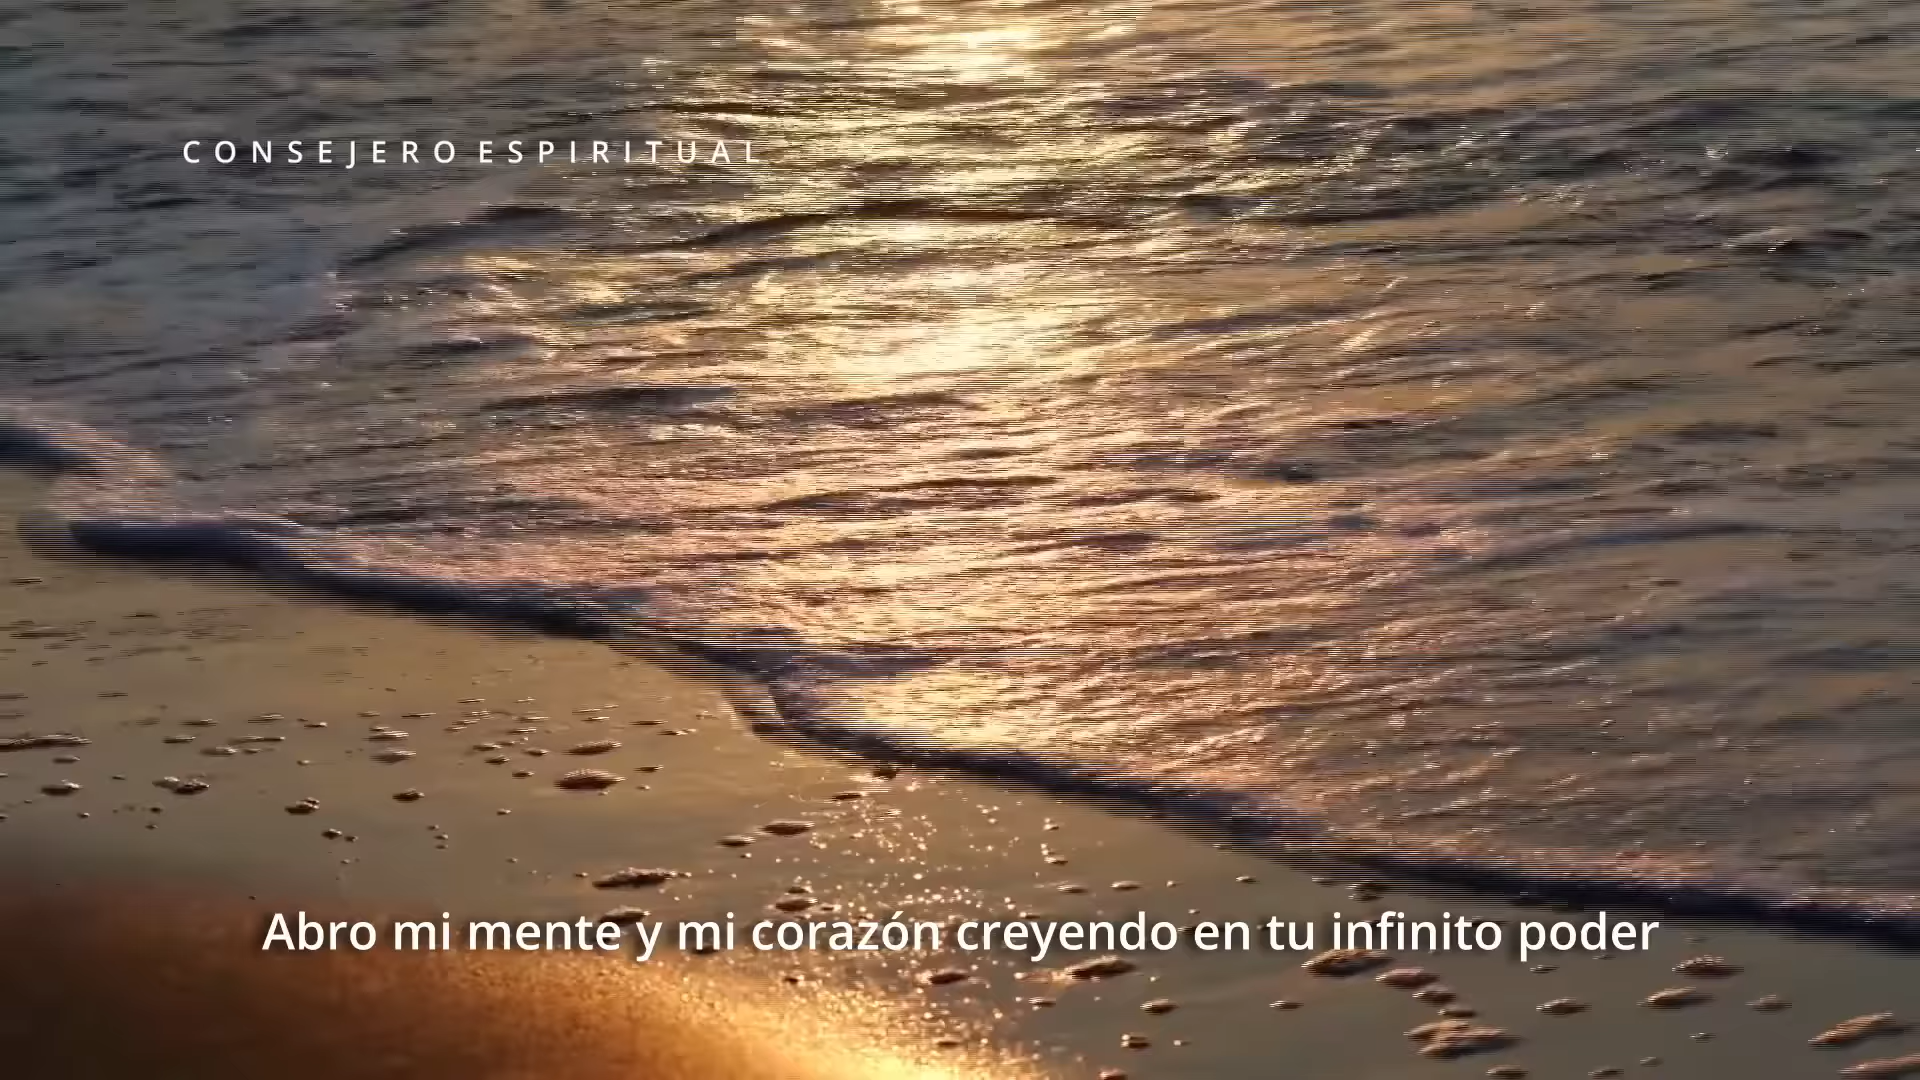 CONSEJERO ESPIRITUAL
Abro mi mente y mi corazón creyendo en tu infinito poder